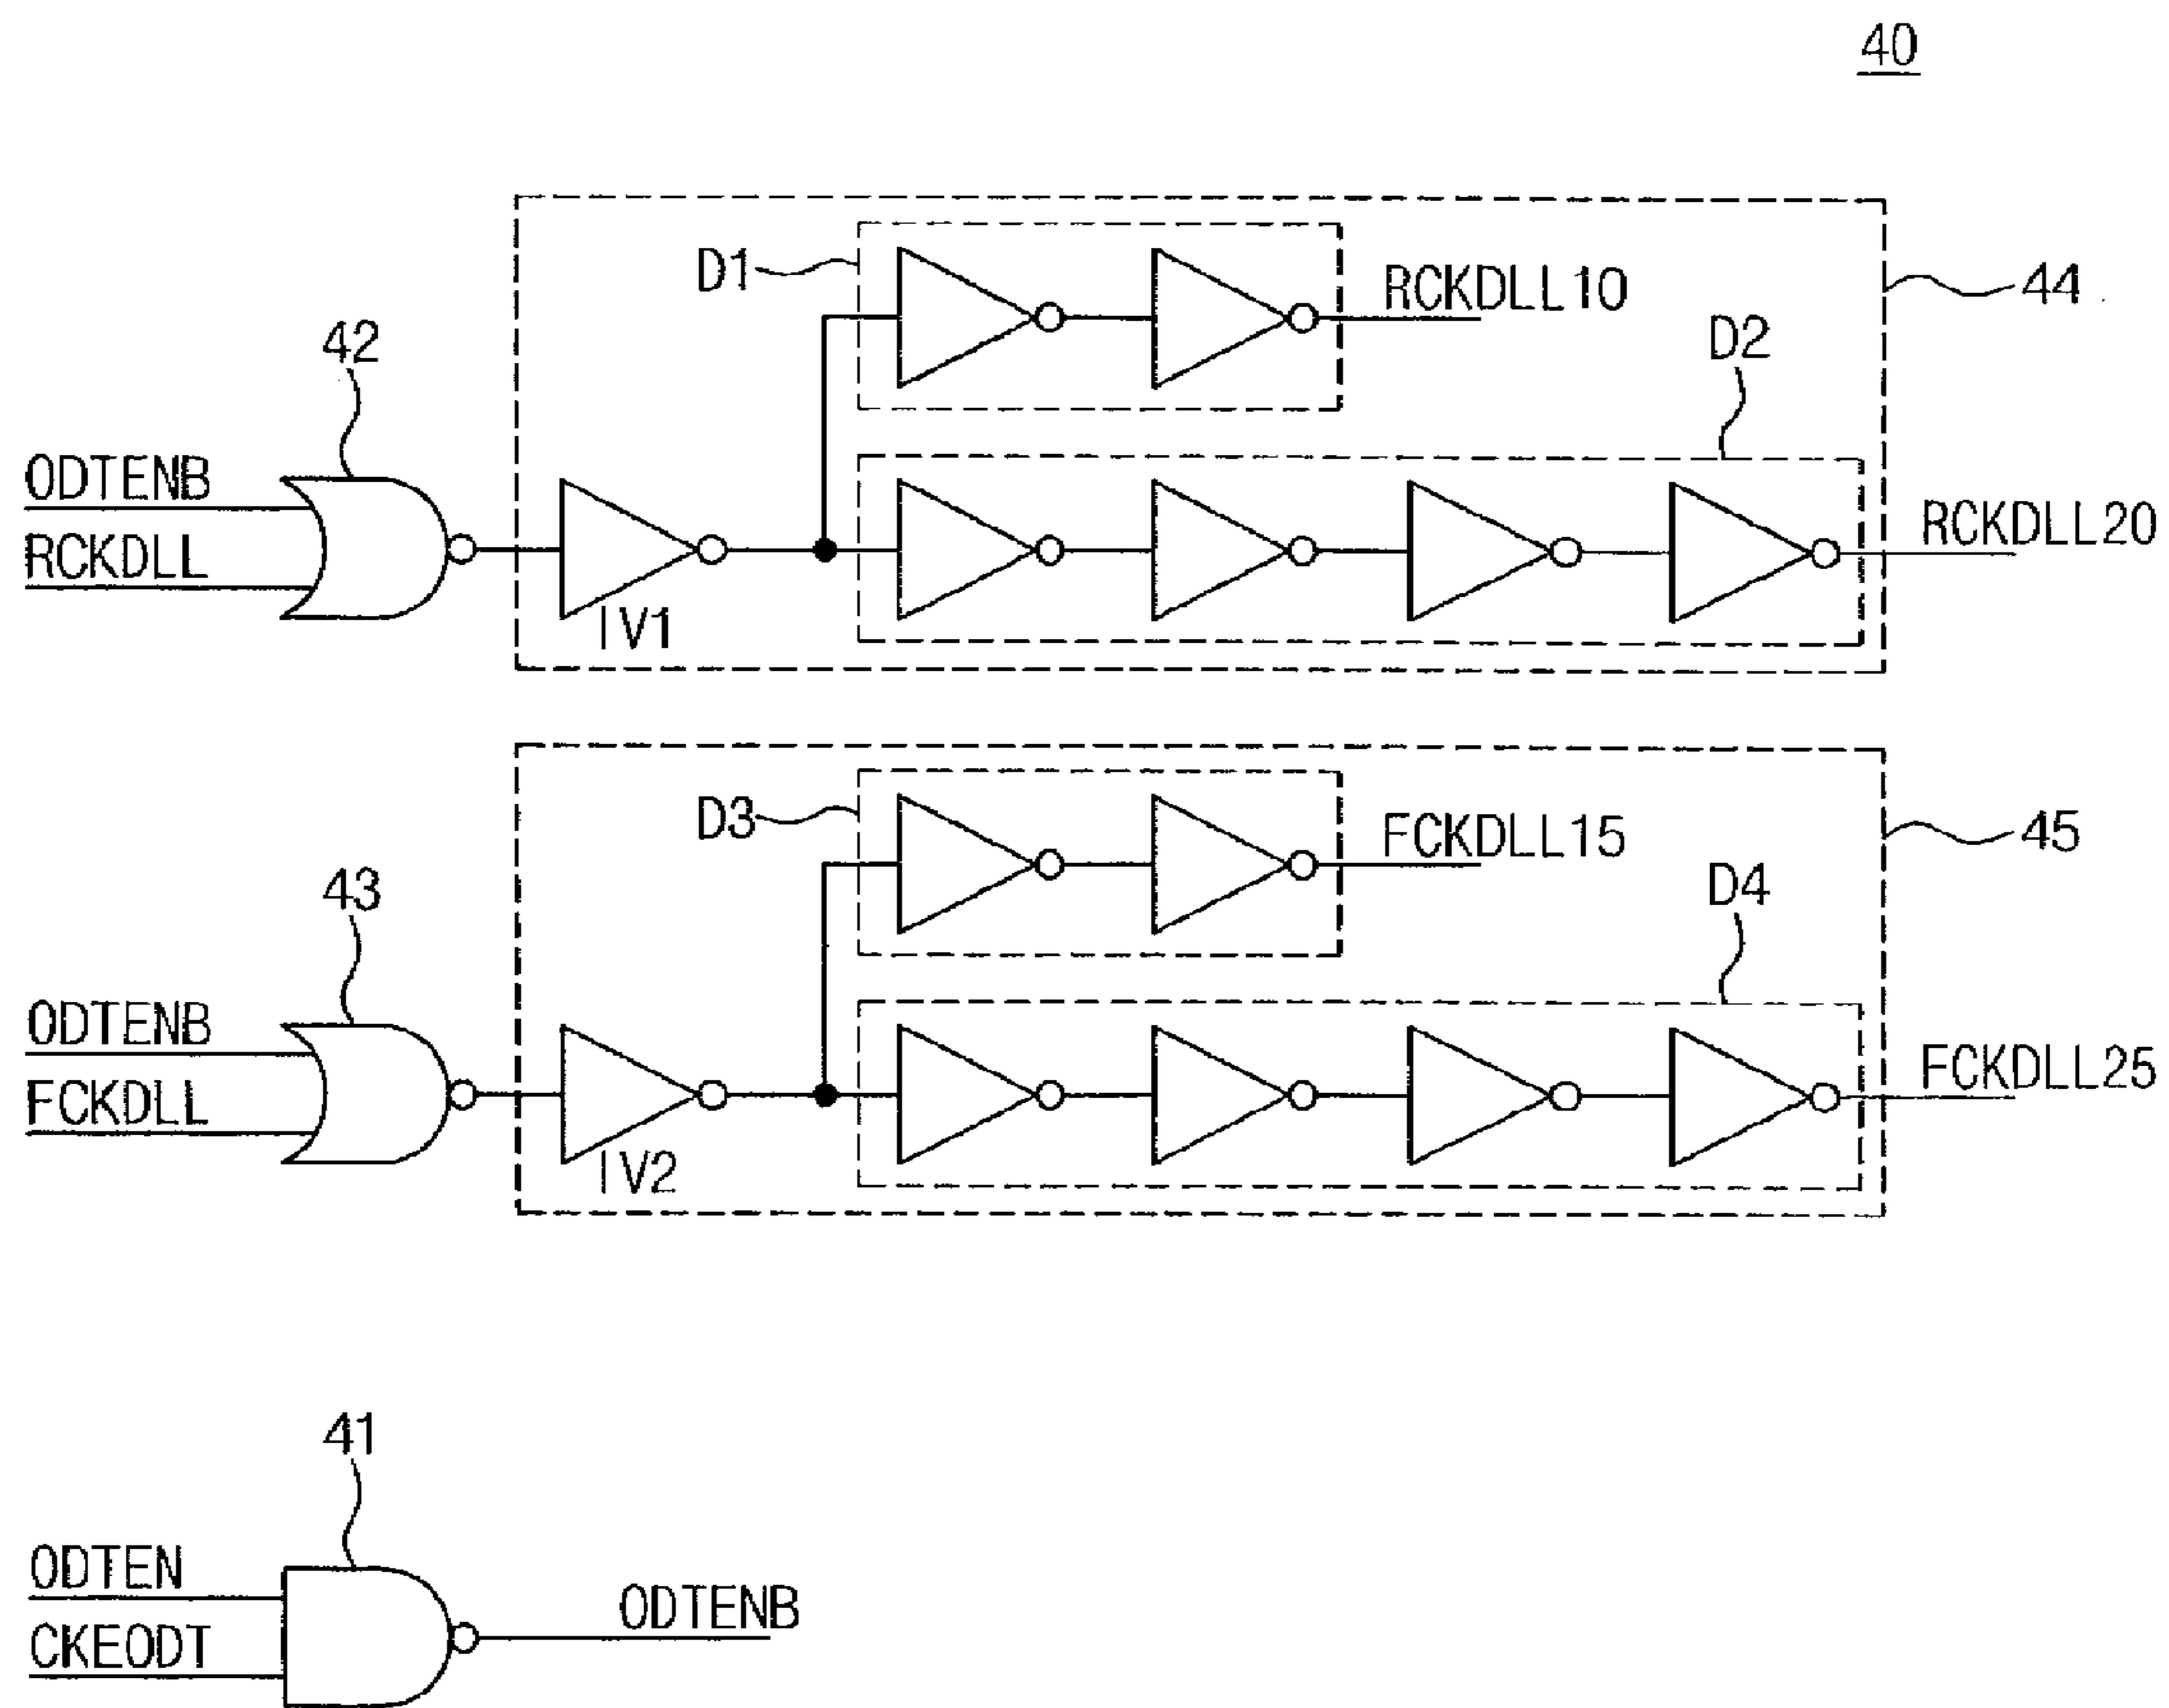 40
D1
RCKDLL10
44
42
D2
ODTENB
RCKDLL
IV1
RCKDLL20
D3
FCKDLL15
45
43
D4
ODTENB
FCKDLL
IV2
FCKDLL25
41
ODTEN
CKEODT
ODTENB